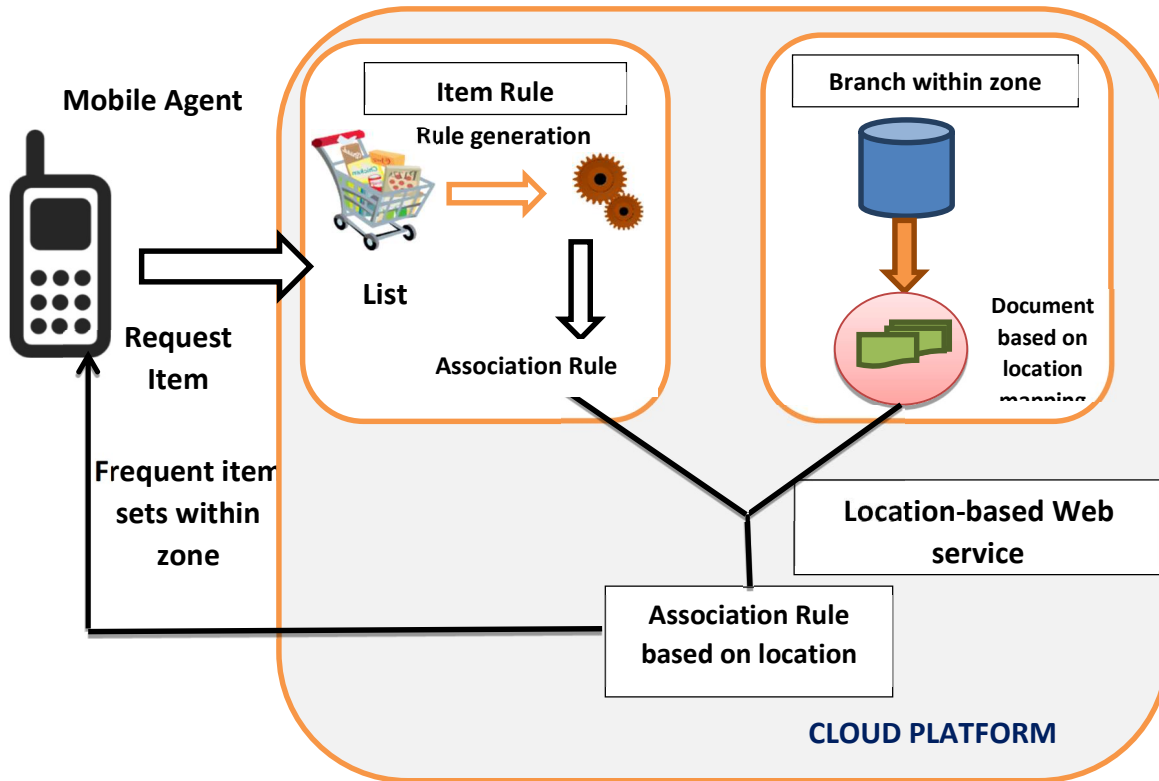 Mobile Agent
Request
Item
Frequent item
sets within
zone
Item Rule
Rule generation
List
Association Rule
Branch within zone
Document
based on
location
mapping
Location-based Web
service
Association Rule
based on location
CLOUD PLATFORM